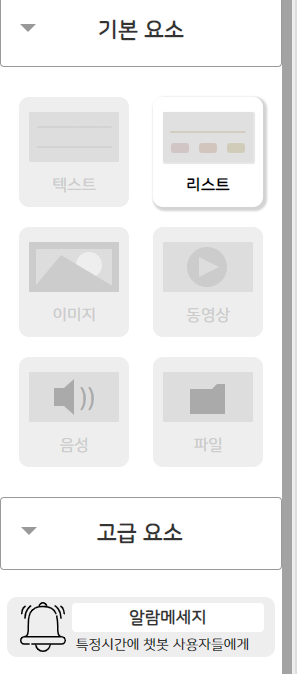 기본 요소
텍스트
리스트
이미지
동영상
음성
파일
고급 요소
알람메세지
특정시간에 챗봇 사용자들에게